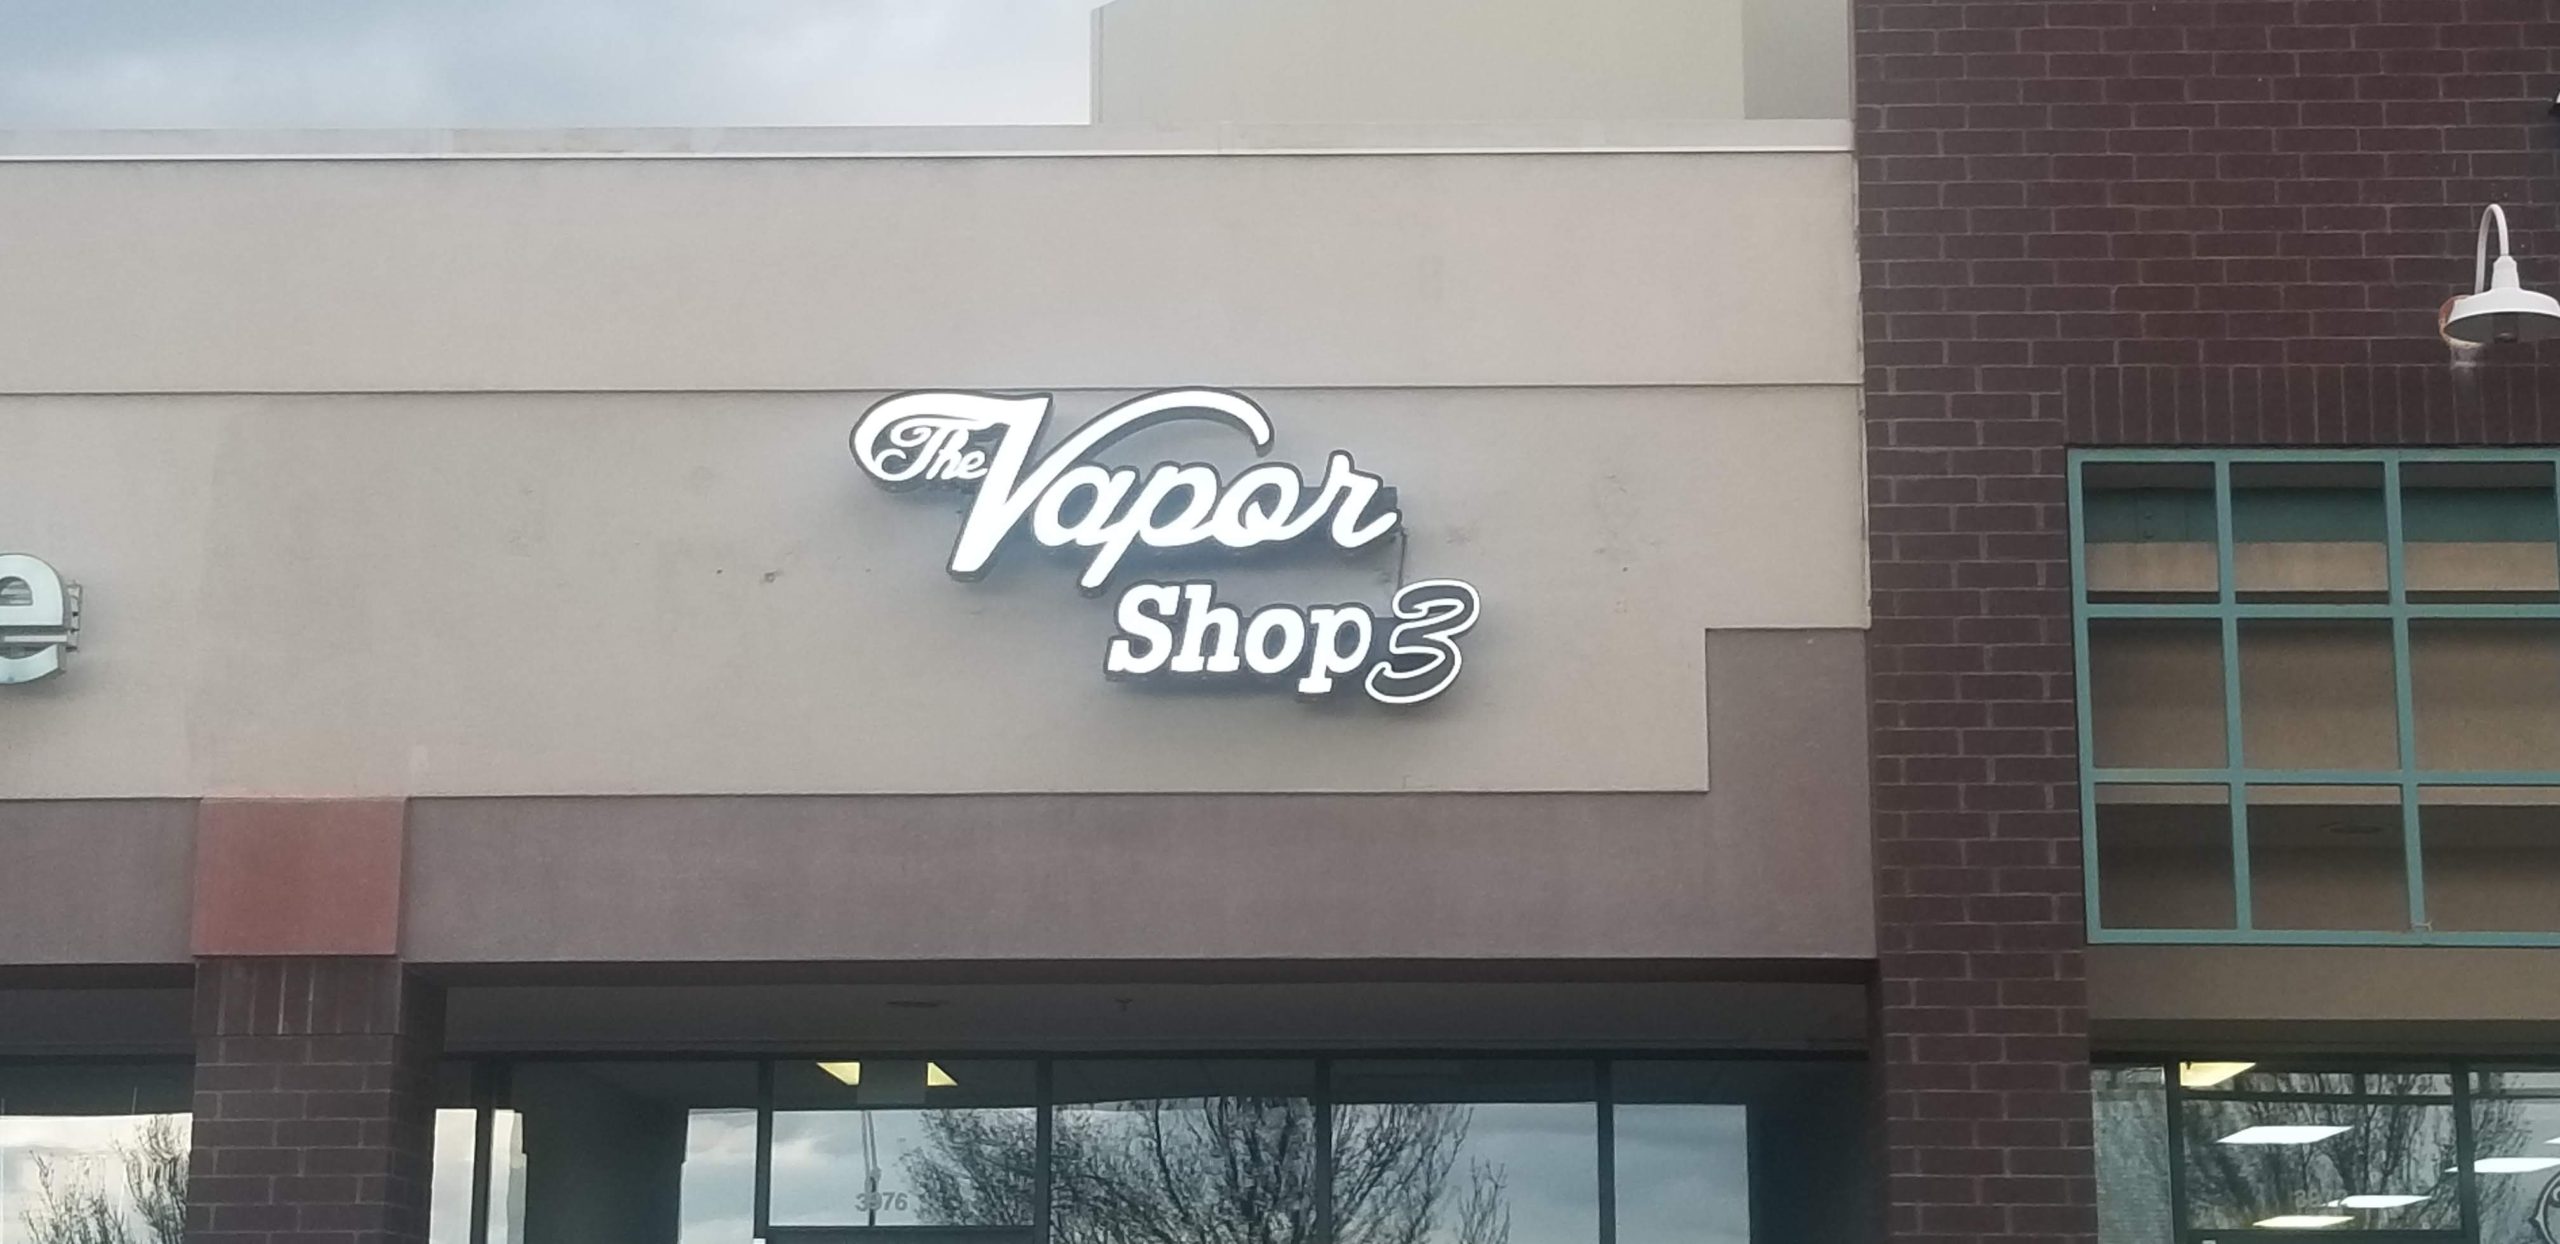 The Vapor
Shop 3
e
3976